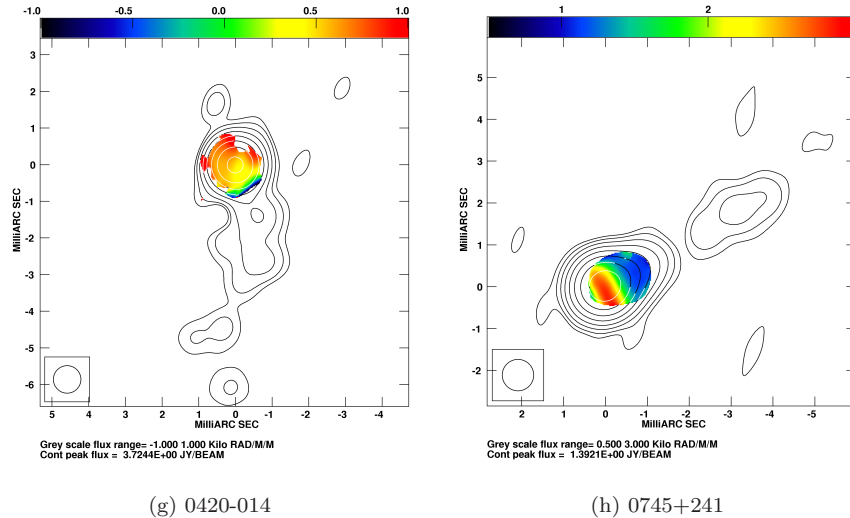 -1.0 -0.5 0.0 0.5 1.0
3
2
1
0
-1
-2
-3
-4
-5
-6
MilliARC SEC
5 4 3 2 1 0 -1 -2 -3 -4
MilliARC SEC
Grey scale flux range= -1.000 1.000 Kilo RAD/M/M
Cont peak flux = 3.7244E+00 JY/BEAM
(g) 0420-014
1 2
5
4
3
2
1
0
-1
-2
MilliARC SEC
2 1 0 -1 -2 -3 -4 -5
MilliARC SEC
Grey scale flux range= 0.500 3.000 Kilo RAD/M/M
Cont peak flux = 1.3921E+00 JY/BEAM
(h) 0745+241